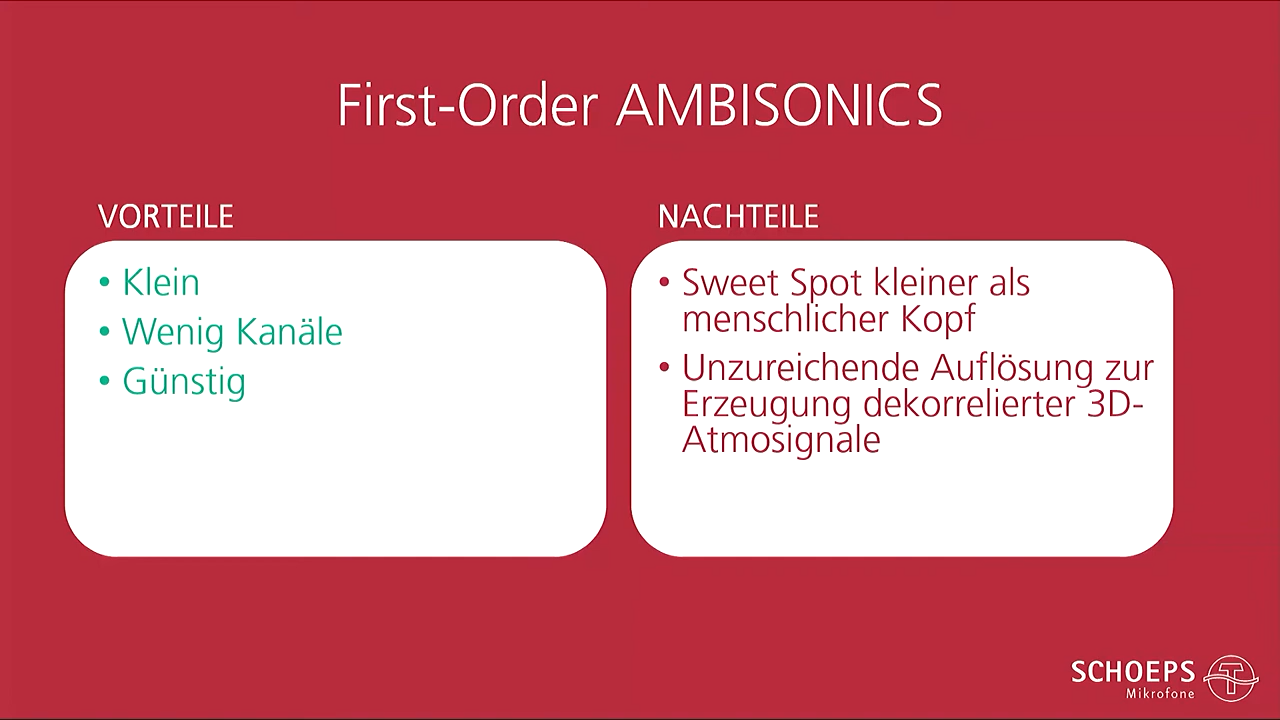 First-Order AMBISONICS
VORTEILE
• Klein
• Wenig Kanäle
• Günstig
NACHTEILE
• Sweet Spot kleiner als
menschlicher Kopf
• Unzureichende Auflösung zur
Erzeugung dekorrelierter 3D-
Atmosignale
SCHOEPS
Mikrofone